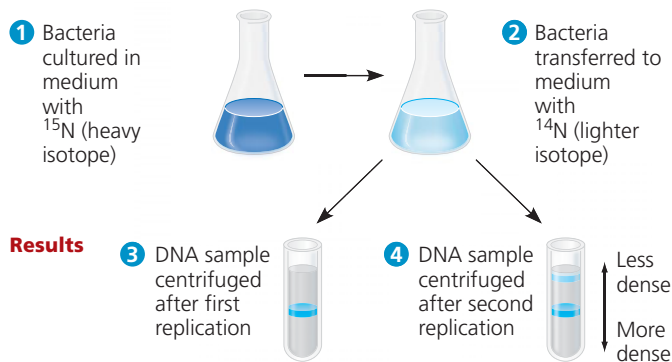 1 Bacteria
cultured in
medium
with
¹⁵N (heavy
isotope)
2 Bacteria
transferred to
medium
with
¹⁴N (lighter
isotope)
Results
3 DNA sample
centrifuged
after first
replication
4 DNA sample
centrifuged
after second
replication
Less
dense
More
dense